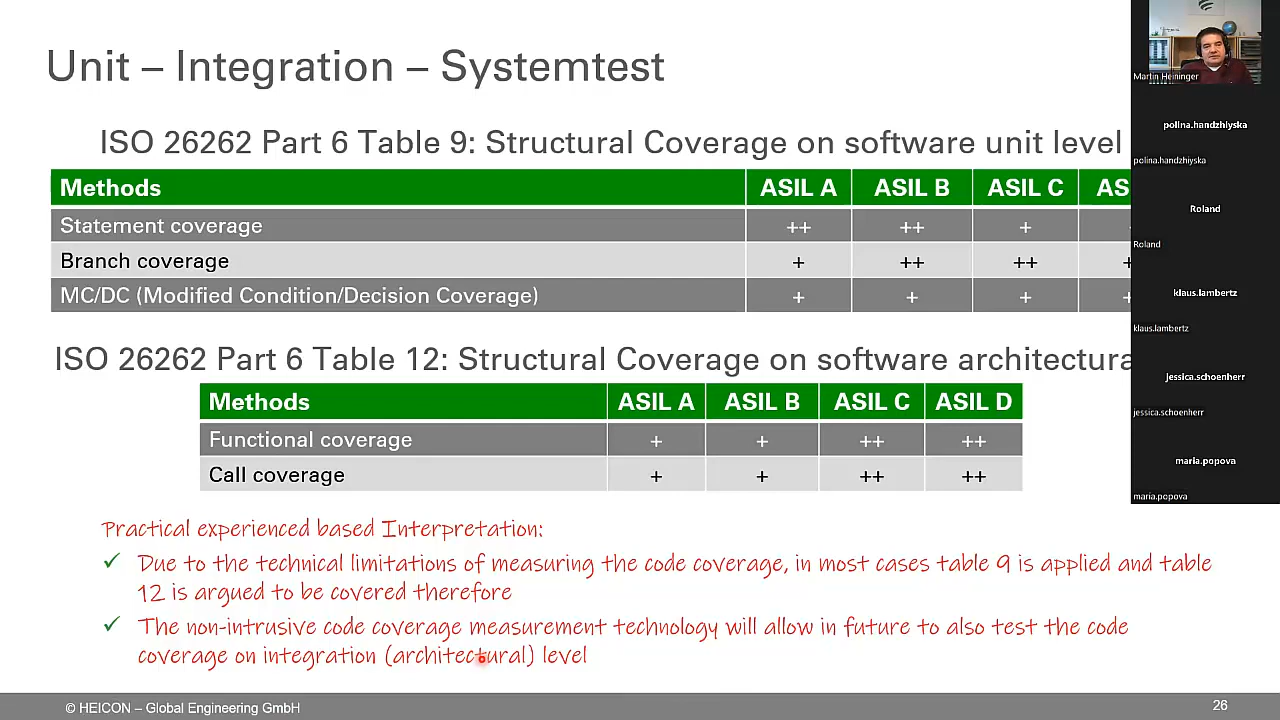 Unit – Integration – Systemtest
ISO 26262 Part 6 Table 9: Structural Coverage on software unit level
Methods ASIL A ASIL B ASIL C AS
Statement coverage ++ ++ +
Branch coverage + ++ ++ +
MC/DC (Modified Condition/Decision Coverage) + + + +
ISO 26262 Part 6 Table 12: Structural Coverage on software architectura
Methods ASIL A ASIL B ASIL C ASIL D
Functional coverage + + ++ ++
Call coverage + + ++ ++
Practical experienced based Interpretation:
✓ Due to the technical limitations of measuring the code coverage, in most cases table 9 is applied and table
12 is argued to be covered therefore
✓ The non-intrusive code coverage measurement technology will allow in future to also test the code
coverage on integration (architectural) level
© HEICON – Global Engineering GmbH
26
Martin Heininger
polina.handzhiyska
polina.handzhiyska
Roland
Roland
klaus.lambertz
klaus.lambertz
jessica.schoenherr
jessica.schoenherr
maria.popova
maria.popova